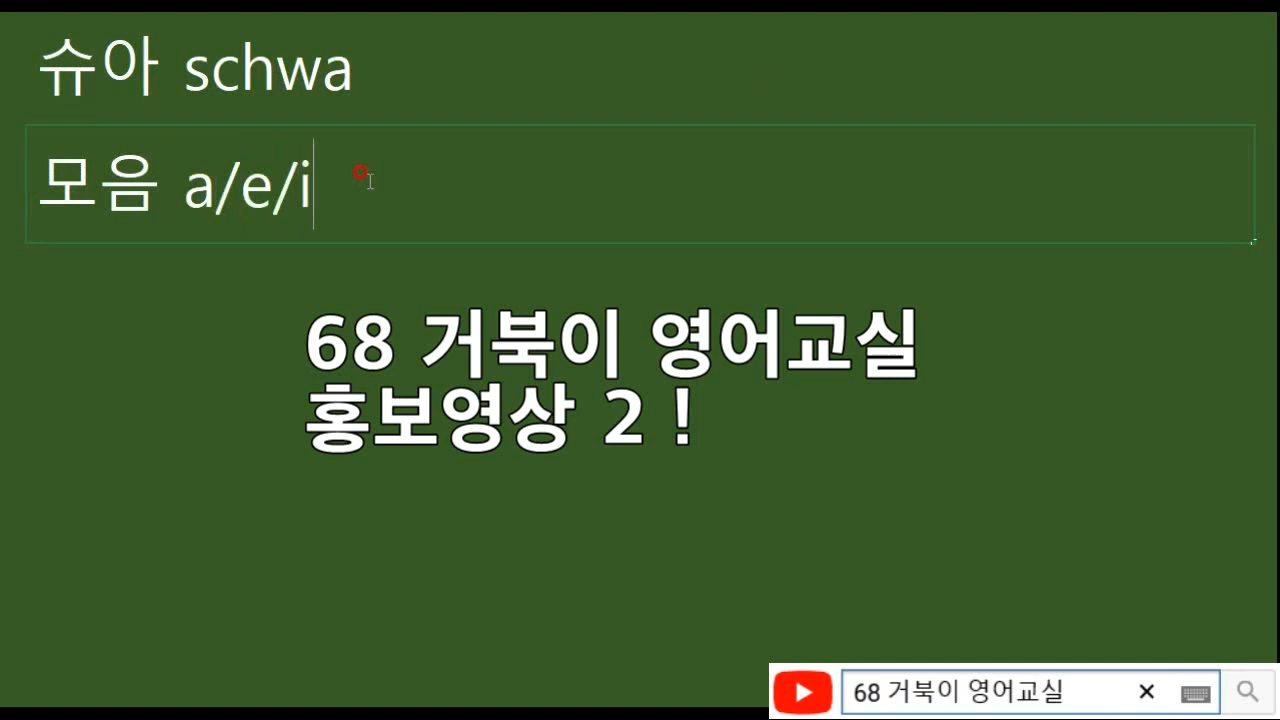 슈아 schwa
모음 a/e/i
68 거북이 영어교실
홍보영상 2 !
68 거북이 영어교실